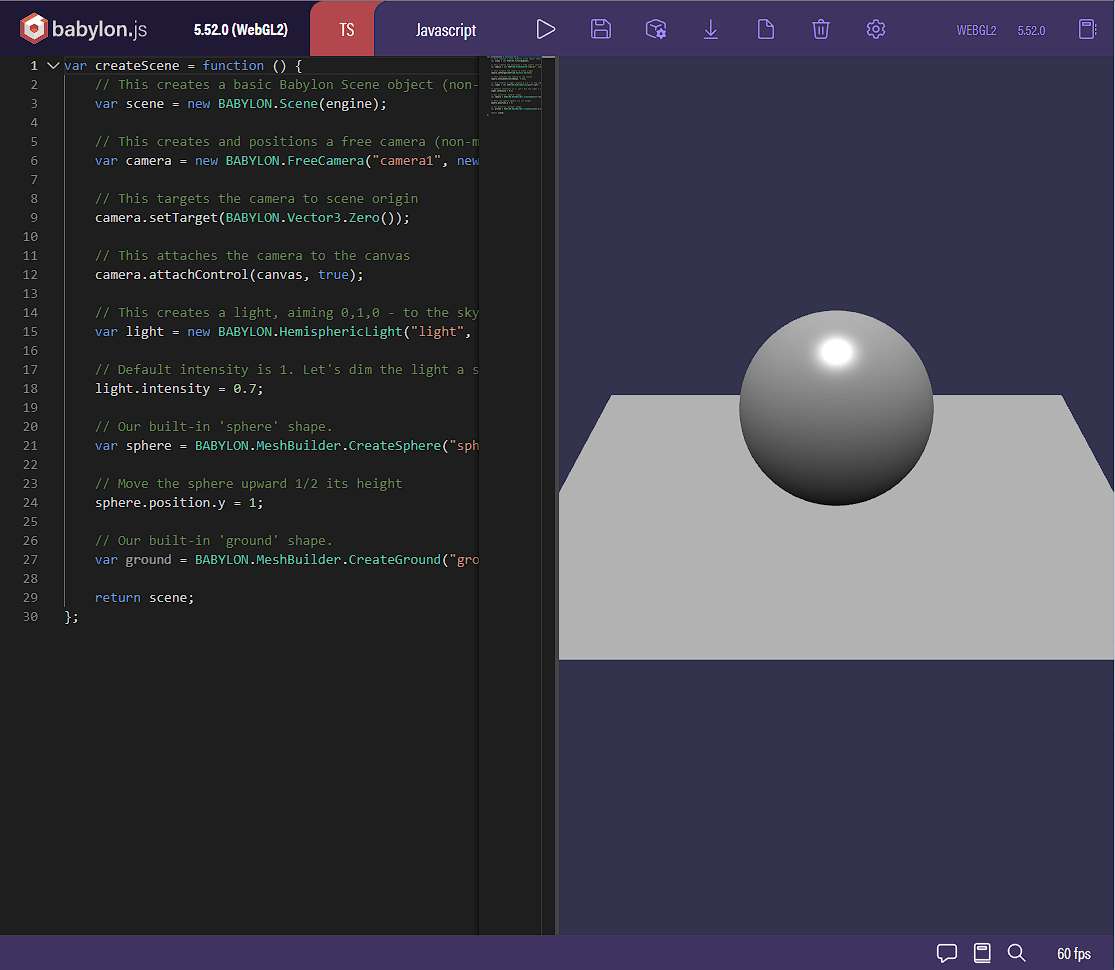 babylon.js 5.52.0 (WebGL2) TS Javascript WEBGL2 5.52.0
1 var createScene = function () {
2 // This creates a basic Babylon Scene object (non-
3 var scene = new BABYLON.Scene(engine);
4
5 // This creates and positions a free camera (non-m
6 var camera = new BABYLON.FreeCamera("camera1", new
7
8 // This targets the camera to scene origin
9 camera.setTarget(BABYLON.Vector3.Zero());
10
11 // This attaches the camera to the canvas
12 camera.attachControl(canvas, true);
13
14 // This creates a light, aiming 0,1,0 - to the sky
15 var light = new BABYLON.HemisphericLight("light",
16
17 // Default intensity is 1. Let's dim the light a s
18 light.intensity = 0.7;
19
20 // Our built-in 'sphere' shape.
21 var sphere = BABYLON.MeshBuilder.CreateSphere("sph
22
23 // Move the sphere upward 1/2 its height
24 sphere.position.y = 1;
25
26 // Our built-in 'ground' shape.
27 var ground = BABYLON.MeshBuilder.CreateGround("gro
28
29 return scene;
30 };
60 fps